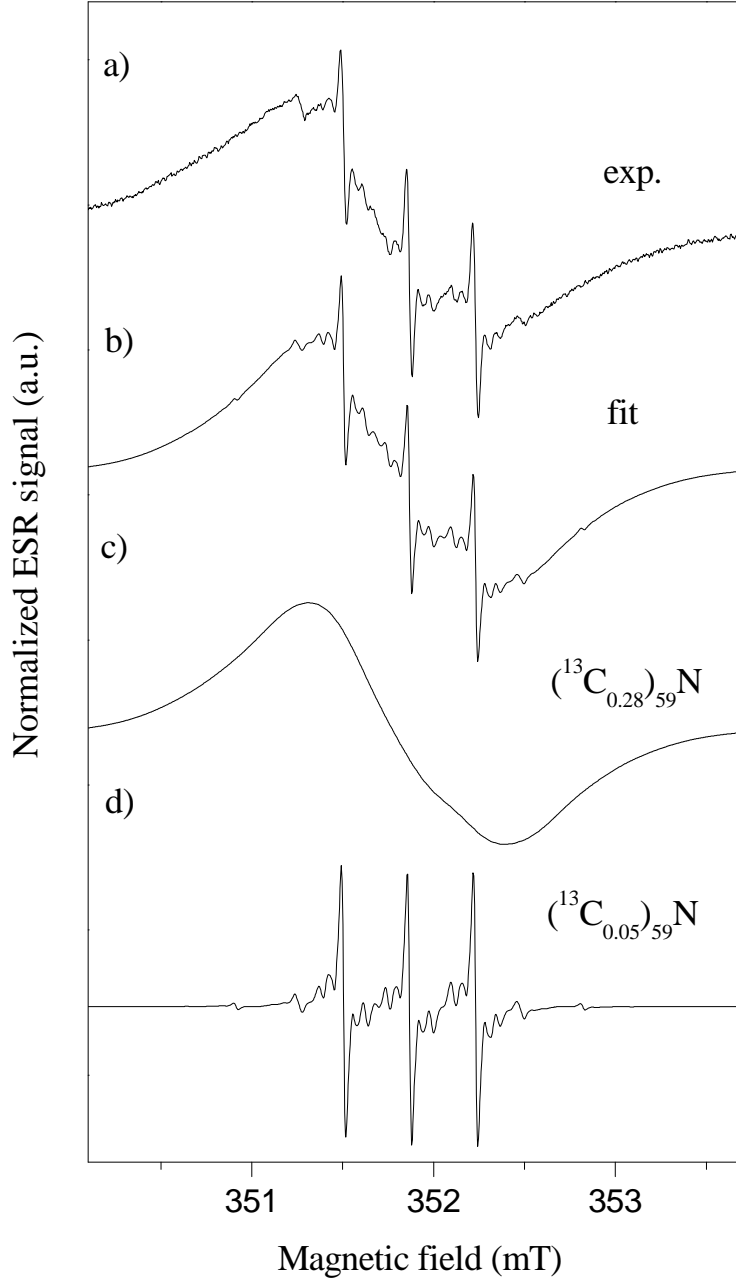 a)
exp.
b)
fit
c)
(¹³C₀.₂₈)₅₉N
d)
(¹³C₀.₀₅)₅₉N
Normalized ESR signal (a.u.)
351 352 353
Magnetic field (mT)